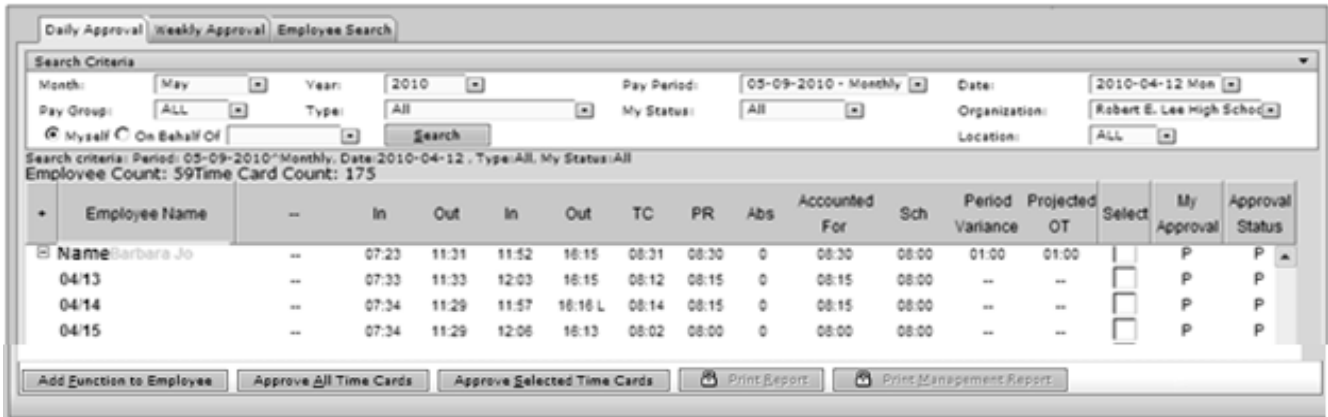 Daily Approval Weekly Approval Employee Search
Search Criteria
Month: May Year: 2010 Pay Period: 05-09-2010 - Monthly Date: 2010-04-12 Mon
Pay Group: ALL Type: All My Status: All Organization: Robert E. Lee High Schoo
Myself On Behalf Of Search Location: ALL
Search criteria: Period: 05-09-2010^Monthly, Date:2010-04-12 , Type:All, My Status:All
Employee Count: 59Time Card Count: 175
+ Employee Name -- In Out In Out TC PR Abs Accounted For Sch Period Variance Projected OT Select My Approval Approval Status
Name Barbara Jo -- 07:23 11:31 11:52 16:15 08:31 08:30 0 08:30 08:00 01:00 01:00 P P
04/13 -- 07:33 11:33 12:03 16:15 08:12 08:15 0 08:15 08:00 -- -- P P
04/14 -- 07:34 11:29 11:57 16:16 L 08:14 08:15 0 08:15 08:00 -- -- P P
04/15 -- 07:34 11:29 12:06 16:13 08:02 08:00 0 08:00 08:00 -- -- P P
Add Function to Employee Approve All Time Cards Approve Selected Time Cards Print Report Print Management Report